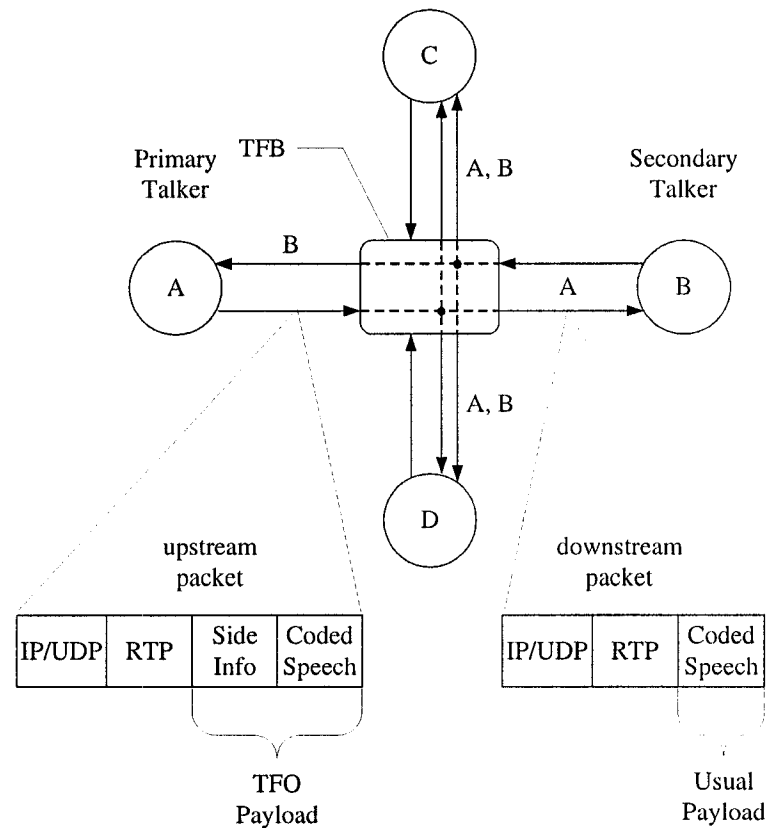 C
TFB
Primary
Talker
A, B
Secondary
Talker
B
A
A
B
A, B
D
upstream
packet
downstream
packet
IP/UDP
RTP
Side
Info
Coded
Speech
IP/UDP
RTP
Coded
Speech
TFO
Payload
Usual
Payload